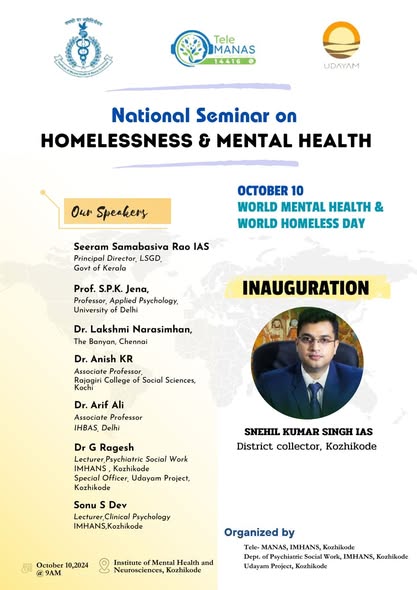 Tele
MANAS
14416
UDAYAM
National Seminar on
HOMELESSNESS & MENTAL HEALTH
OCTOBER 10
WORLD MENTAL HEALTH &
WORLD HOMELESS DAY
Our Speakers
Seeram Samabasiva Rao IAS
Principal Director, LSGD,
Govt of Kerala
Prof. S.P.K. Jena,
Professor, Applied Psychology,
University of Delhi
Dr. Lakshmi Narasimhan,
The Banyan, Chennai
Dr. Anish KR
Associate Professor,
Rajagiri College of Social Sciences,
Kochi
Dr. Arif Ali
Associate Professor
IHBAS, Delhi
Dr G Ragesh
Lecturer,Psychiatric Social Work
IMHANS , Kozhikode
Special Officer, Udayam Project,
Kozhikode
Sonu S Dev
Lecturer,Clinical Psychology
IMHANS,Kozhikode
INAUGURATION
SNEHIL KUMAR SINGH IAS
District collector, Kozhikode
Organized by
Tele- MANAS, IMHANS, Kozhikode
Dept. of Psychiatric Social Work, IMHANS, Kozhikode
Udayam Project, Kozhikode
October 10,2024
@ 9AM
Institute of Mental Health and
Neurosciences, Kozhikode